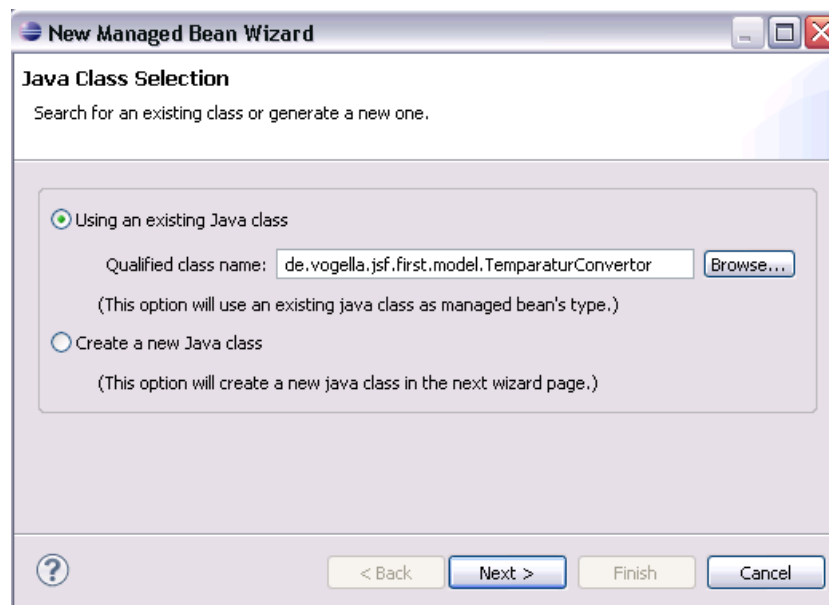 New Managed Bean Wizard
Java Class Selection
Search for an existing class or generate a new one.
Using an existing Java class
Qualified class name: de.vogella.jsf.first.model.TemparaturConvertor Browse...
(This option will use an existing java class as managed bean's type.)
Create a new Java class
(This option will create a new java class in the next wizard page.)
? < Back Next > Finish Cancel